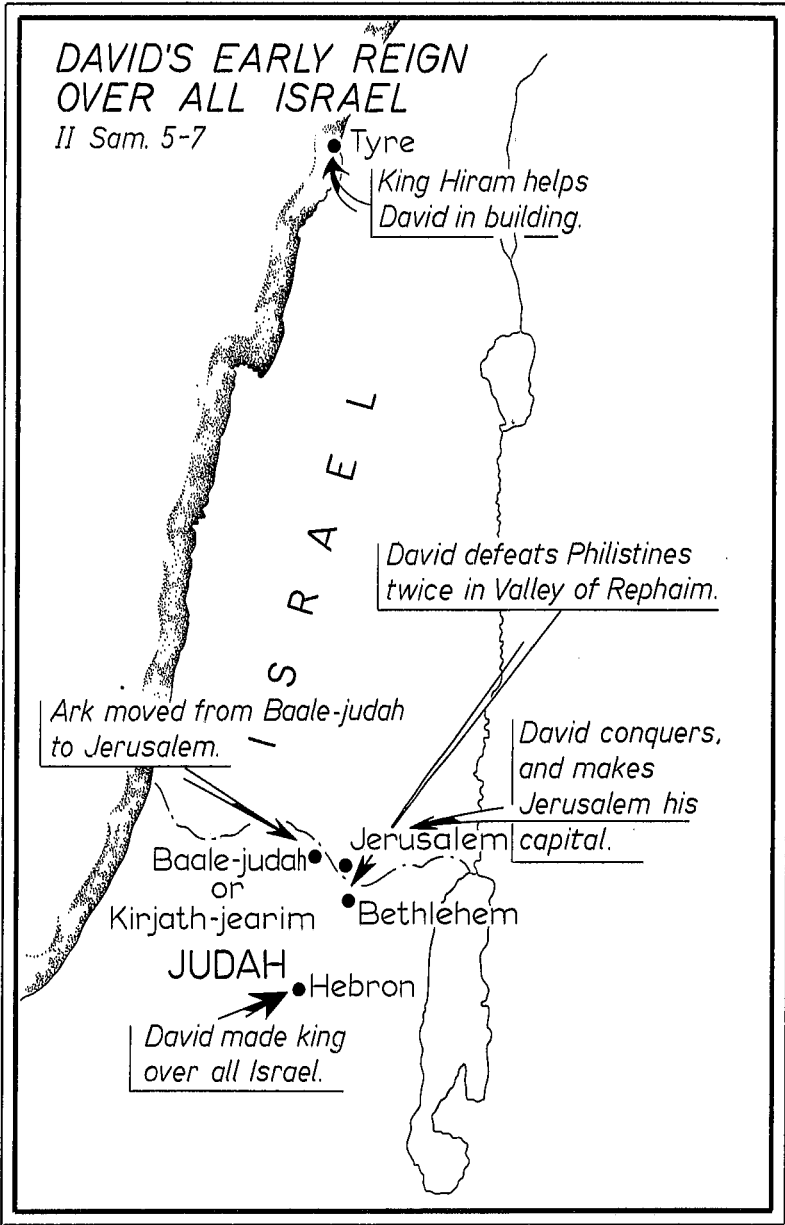 DAVID'S EARLY REIGN
OVER ALL ISRAEL
II Sam. 5-7
Tyre
King Hiram helps
David in building.
ISRAEL
David defeats Philistines
twice in Valley of Rephaim.
Ark moved from Baale-judah
to Jerusalem.
David conquers,
and makes
Jerusalem his
capital.
Jerusalem
Baale-judah
or
Kirjath-jearim
Bethlehem
JUDAH
Hebron
David made king
over all Israel.